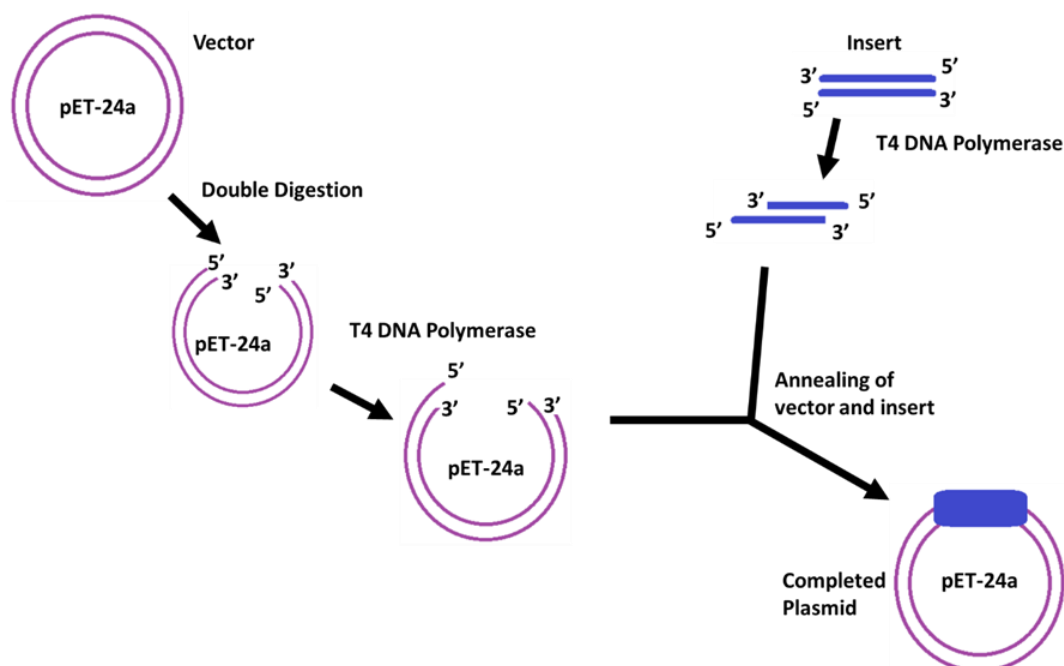 Vector
pET-24a
Double Digestion
5’
3’
3’
5’
pET-24a
T4 DNA Polymerase
5’
3’
5’
3’
pET-24a
Insert
3’
5’
5’
3’
T4 DNA Polymerase
3’
5’
5’
3’
Annealing of
vector and insert
Completed
Plasmid
pET-24a